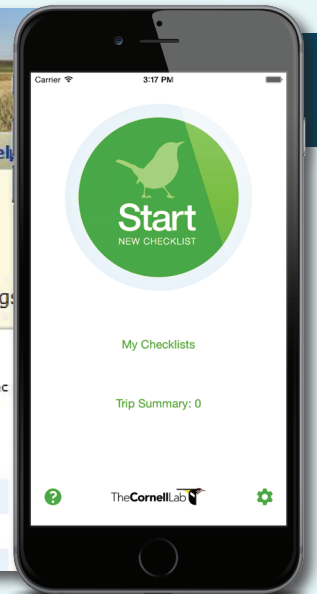 Carrier
3:17 PM
Start
NEW CHECKLIST
My Checklists
Trip Summary: 0
?
TheCornellLab